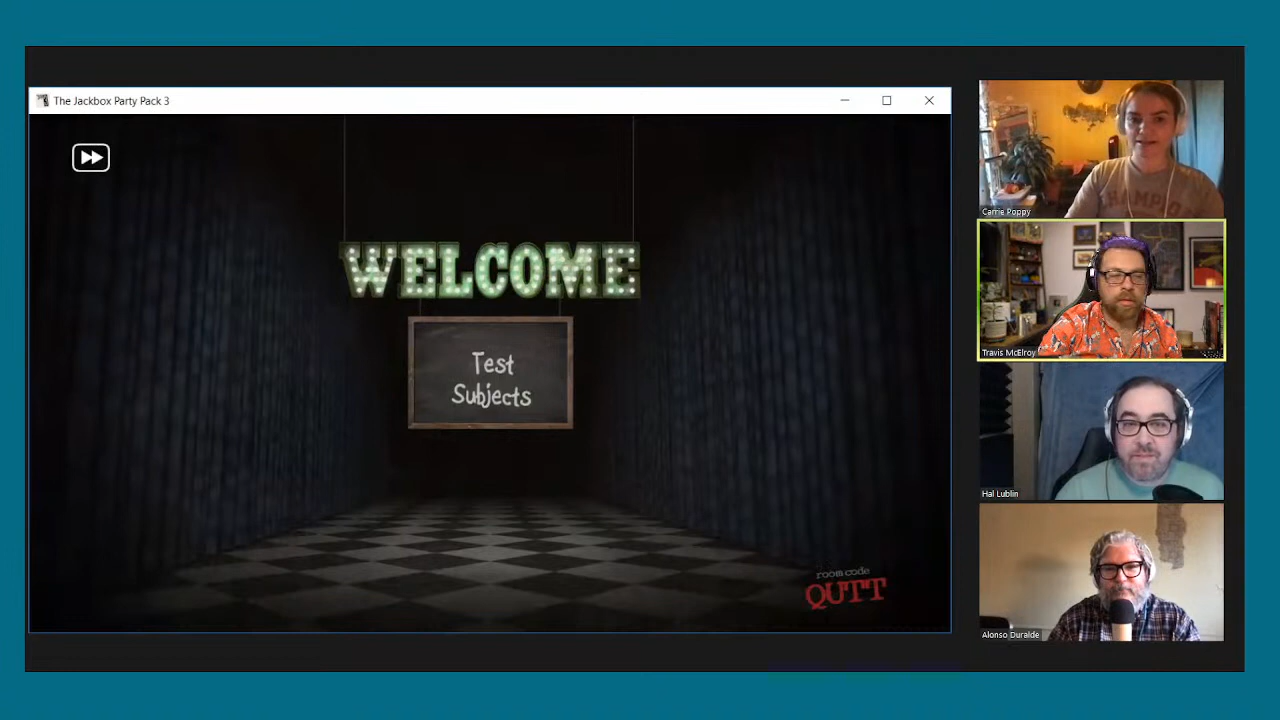 The Jackbox Party Pack 3
WELCOME
Test
Subjects
room code
QUTT
Carrie Poppy
CHAMPION
Travis McElroy
Hal Lublin
Alonso Duralde